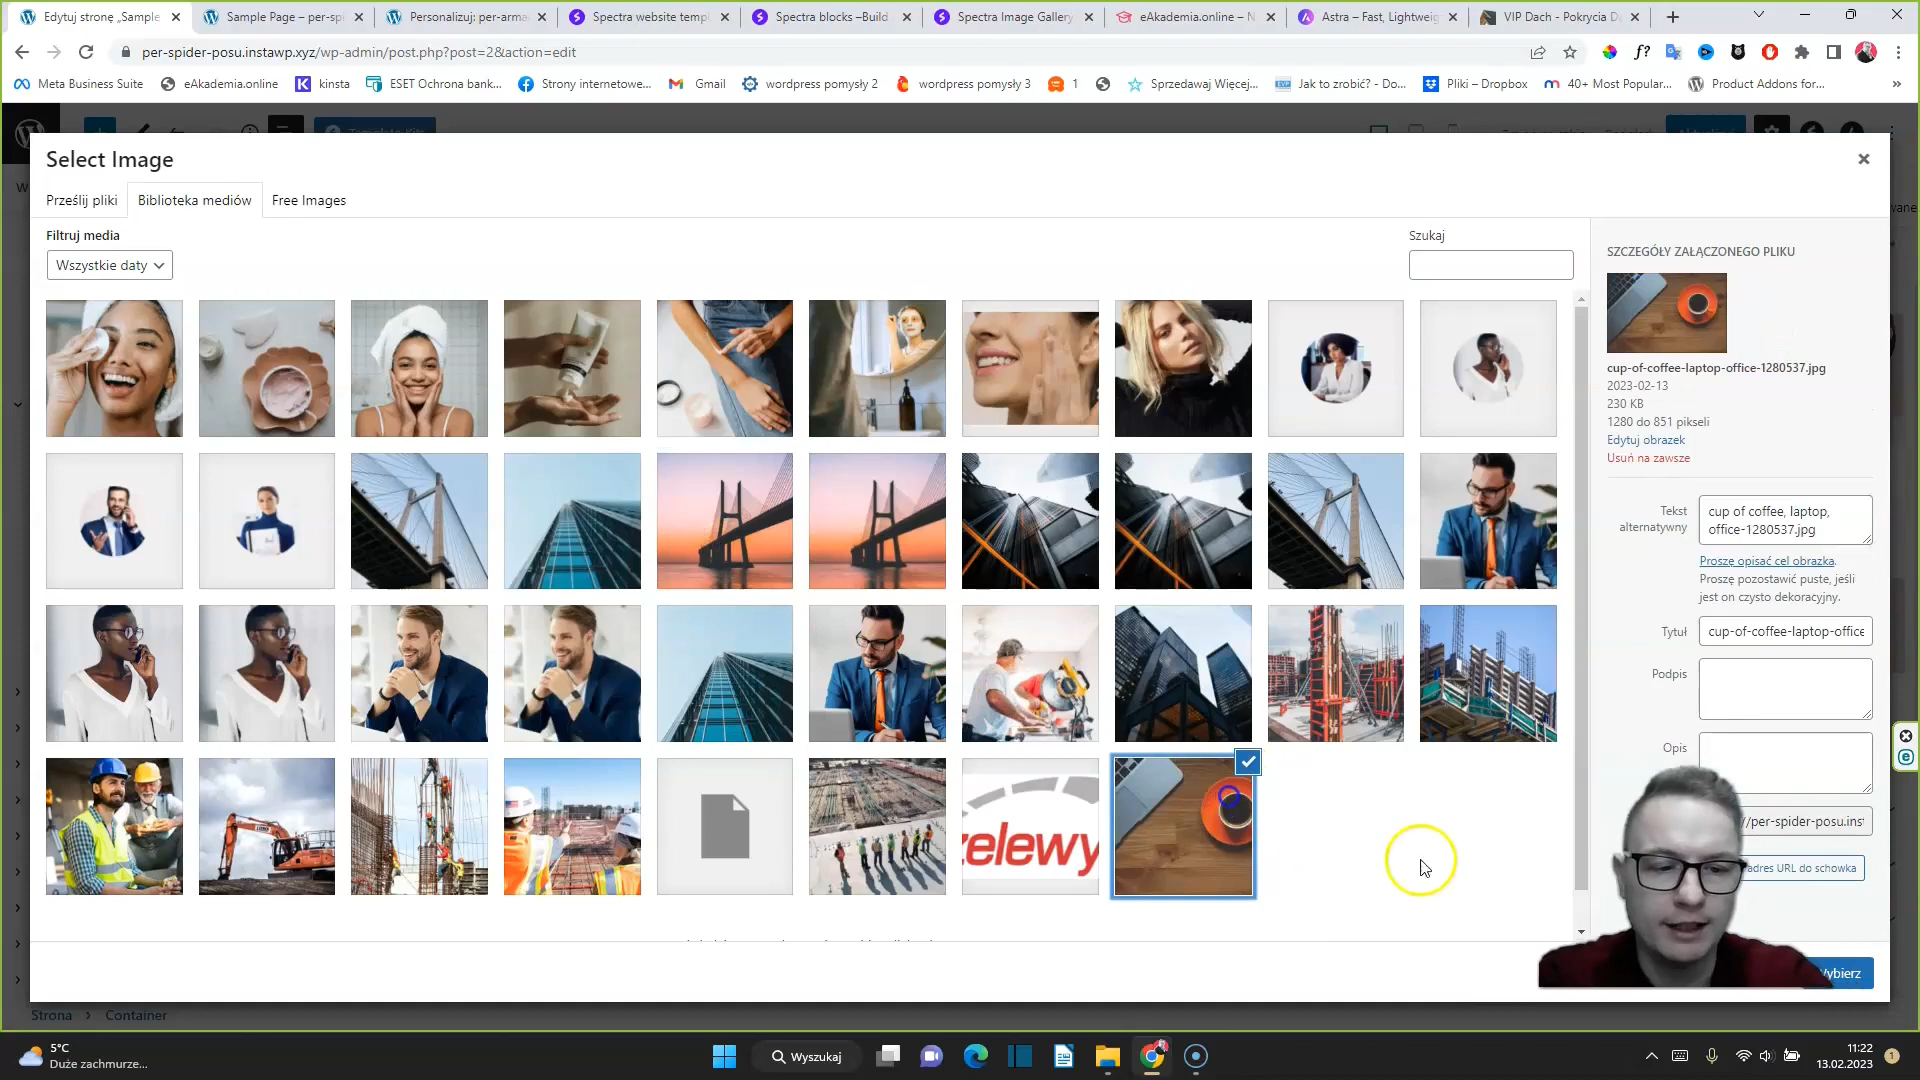 Edytuj stronę „Sample
Sample Page – per-spi
Personalizuj: per-arma
Spectra website templ
Spectra blocks –Build
Spectra Image Gallery
eAkademia.online – N
Astra – Fast, Lightweig
VIP Dach - Pokrycia D
per-spider-posu.instawp.xyz/wp-admin/post.php?post=2&action=edit
Meta Business Suite
eAkademia.online
kinsta
ESET Ochrona bank...
Strony internetowe...
Gmail
wordpress pomysły 2
wordpress pomysły 3
1
Sprzedawaj Więcej,...
Jak to zrobić? - Do...
Pliki – Dropbox
40+ Most Popular...
Product Addons for...
Select Image
Prześlij pliki
Biblioteka mediów
Free Images
Filtruj media
Wszystkie daty
Szukaj
SZCZEGÓŁY ZAŁĄCZONEGO PLIKU
cup-of-coffee-laptop-office-1280537.jpg
2023-02-13
230 KB
1280 do 851 pikseli
Edytuj obrazek
Usuń na zawsze
Tekst
alternatywny
cup of coffee, laptop,
office-1280537.jpg
Proszę opisać cel obrazka.
Proszę pozostawić puste, jeśli
jest on czysto dekoracyjny.
Tytuł
cup-of-coffee-laptop-office
Podpis
Opis
//per-spider-posu.inst
adres URL do schowka
zelewy
Wybierz
Strona
Container
5°C
Duże zachmurze...
Wyszukaj
11:22
13.02.2023
1